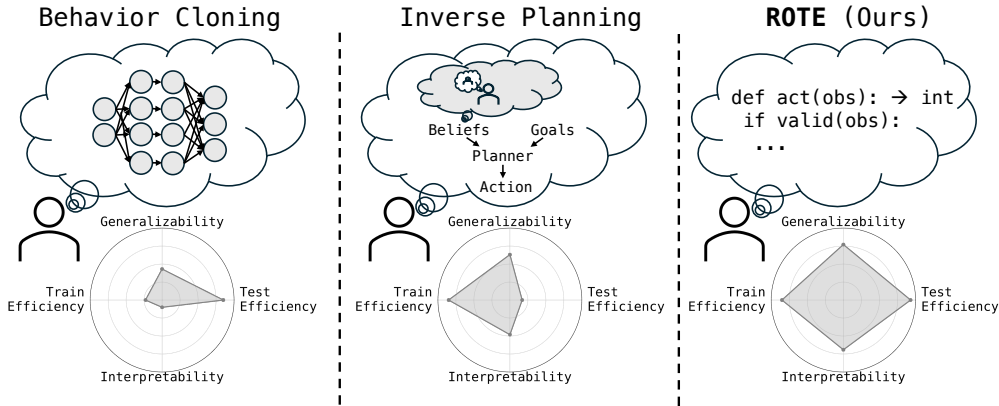 Behavior Cloning
Generalizability
Train
Efficiency
Test
Efficiency
Interpretability
Inverse Planning
Beliefs
Goals
Planner
Action
Generalizability
Train
Efficiency
Test
Efficiency
Interpretability
ROTE (Ours)
def act(obs): → int
if valid(obs):
...
Generalizability
Train
Efficiency
Test
Efficiency
Interpretability